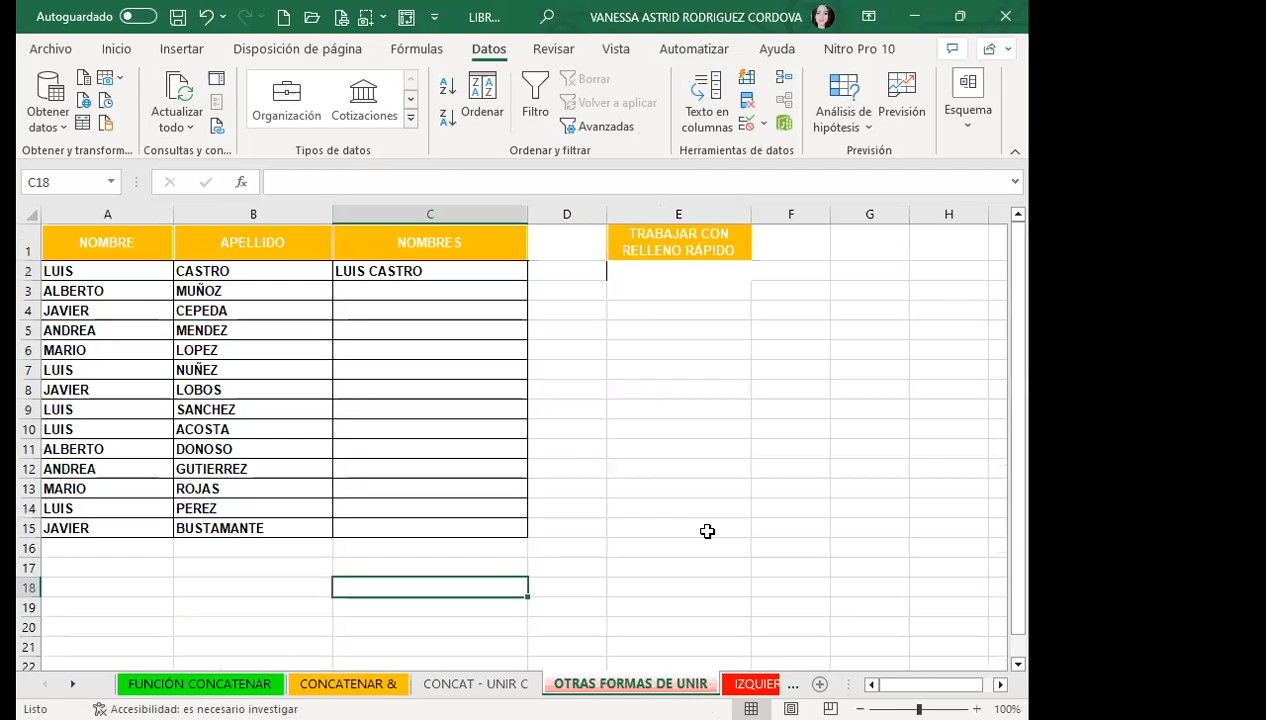 Autoguardado LIBR... VANESSA ASTRID RODRIGUEZ CORDOVA
Archivo Inicio Insertar Disposición de página Fórmulas Datos Revisar Vista Automatizar Ayuda Nitro Pro 10
Obtener datos
Actualizar todo
Organización Cotizaciones
Ordenar
Filtro
Borrar
Volver a aplicar
Avanzadas
Texto en columnas
Análisis de hipótesis
Previsión
Esquema
Obtener y transform... Consultas y con... Tipos de datos Ordenar y filtrar Herramientas de datos Previsión
C18 fx
A B C D E F G H
1 NOMBRE APELLIDO NOMBRES TRABAJAR CON
RELLENO RÁPIDO
2 LUIS CASTRO LUIS CASTRO
3 ALBERTO MUÑOZ
4 JAVIER CEPEDA
5 ANDREA MENDEZ
6 MARIO LOPEZ
7 LUIS NUÑEZ
8 JAVIER LOBOS
9 LUIS SANCHEZ
10 LUIS ACOSTA
11 ALBERTO DONOSO
12 ANDREA GUTIERREZ
13 MARIO ROJAS
14 LUIS PEREZ
15 JAVIER BUSTAMANTE
16
17
18
19
20
21
22
FUNCIÓN CONCATENAR CONCATENAR & CONCAT - UNIR C OTRAS FORMAS DE UNIR IZQUIER ...
Listo Accesibilidad: es necesario investigar 100%